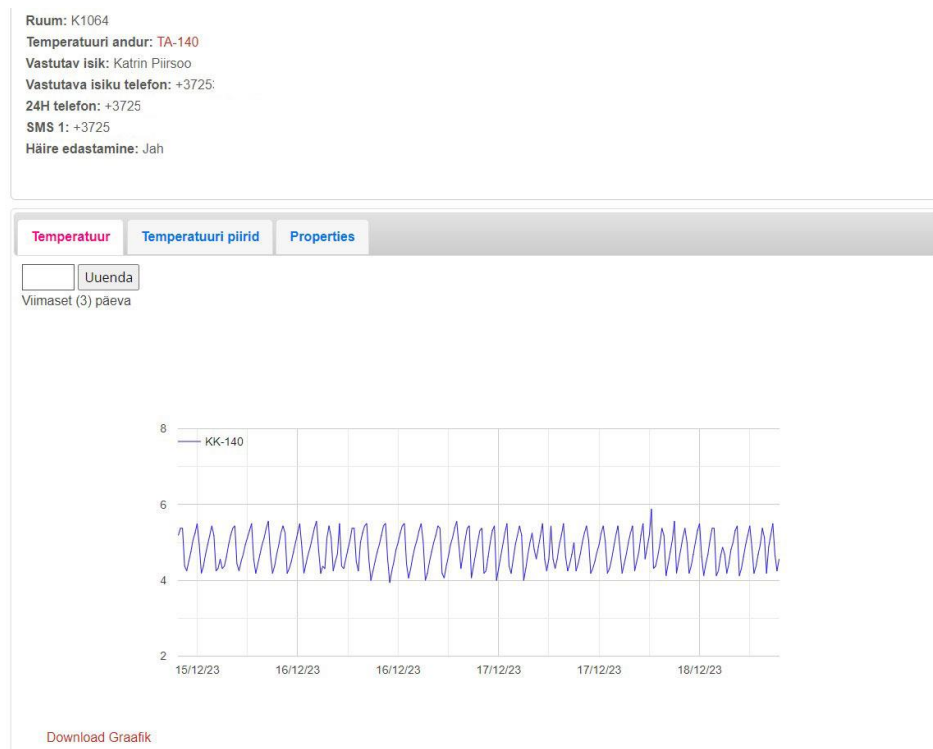 Ruum: K1064
Temperatuuri andur: TA-140
Vastutav isik: Katrin Piirsoo
Vastutava isiku telefon: +3725
24H telefon: +3725
SMS 1: +3725
Häire edastamine: Jah
Temperatuur Temperatuuri piirid Properties
Uuenda
Viimaset (3) päeva
8
KK-140
6
4
2
15/12/23 16/12/23 16/12/23 17/12/23 17/12/23 18/12/23
Download Graafik